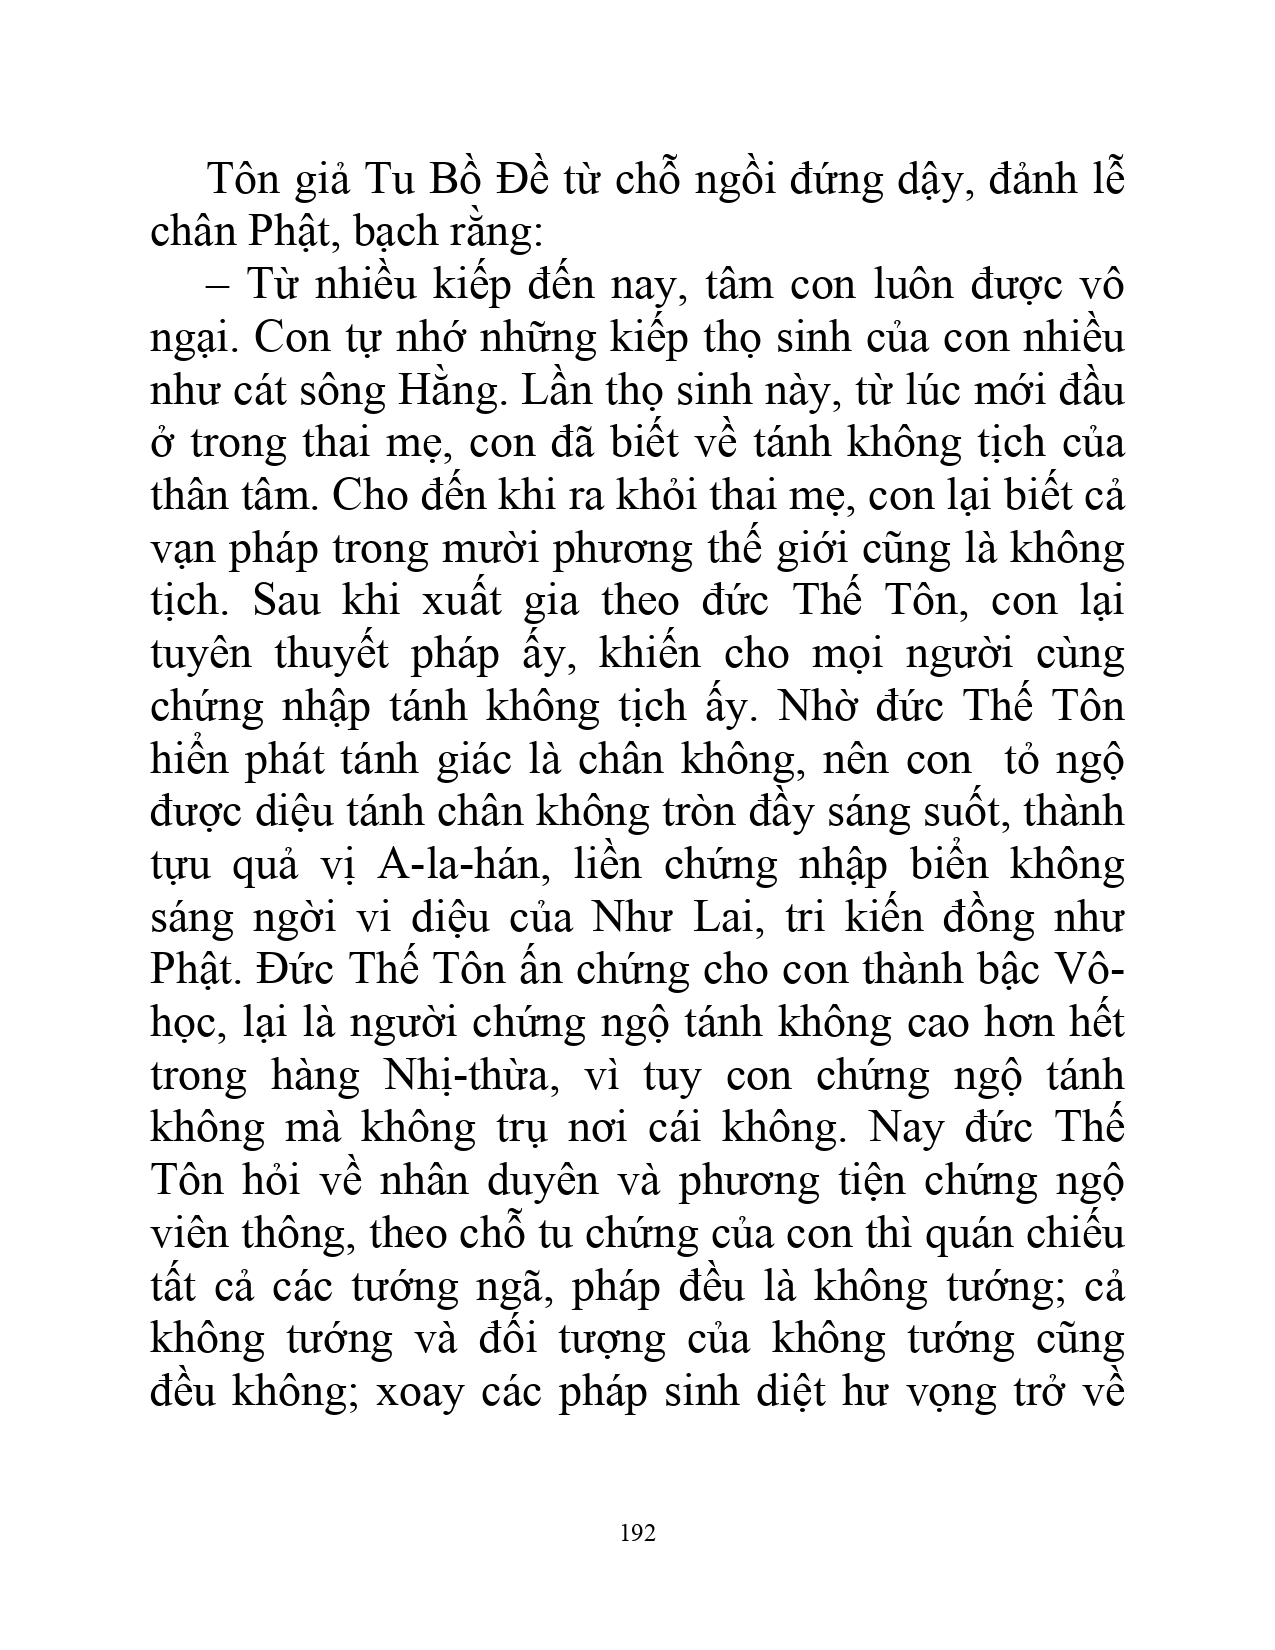 Tôn giả Tu Bồ Đề từ chỗ ngồi đứng dậy, đảnh lễ
chân Phật, bạch rằng:
– Từ nhiều kiếp đến nay, tâm con luôn được vô
ngại. Con tự nhớ những kiếp thọ sinh của con nhiều
như cát sông Hằng. Lần thọ sinh này, từ lúc mới đầu
ở trong thai mẹ, con đã biết về tánh không tịch của
thân tâm. Cho đến khi ra khỏi thai mẹ, con lại biết cả
vạn pháp trong mười phương thế giới cũng là không
tịch. Sau khi xuất gia theo đức Thế Tôn, con lại
tuyên thuyết pháp ấy, khiến cho mọi người cùng
chứng nhập tánh không tịch ấy. Nhờ đức Thế Tôn
hiển phát tánh giác là chân không, nên con tỏ ngộ
được diệu tánh chân không tròn đầy sáng suốt, thành
tựu quả vị A-la-hán, liền chứng nhập biển không
sáng ngời vi diệu của Như Lai, tri kiến đồng như
Phật. Đức Thế Tôn ấn chứng cho con thành bậc Vô-
học, lại là người chứng ngộ tánh không cao hơn hết
trong hàng Nhị-thừa, vì tuy con chứng ngộ tánh
không mà không trụ nơi cái không. Nay đức Thế
Tôn hỏi về nhân duyên và phương tiện chứng ngộ
viên thông, theo chỗ tu chứng của con thì quán chiếu
tất cả các tướng ngã, pháp đều là không tướng; cả
không tướng và đối tượng của không tướng cũng
đều không; xoay các pháp sinh diệt hư vọng trở về
192